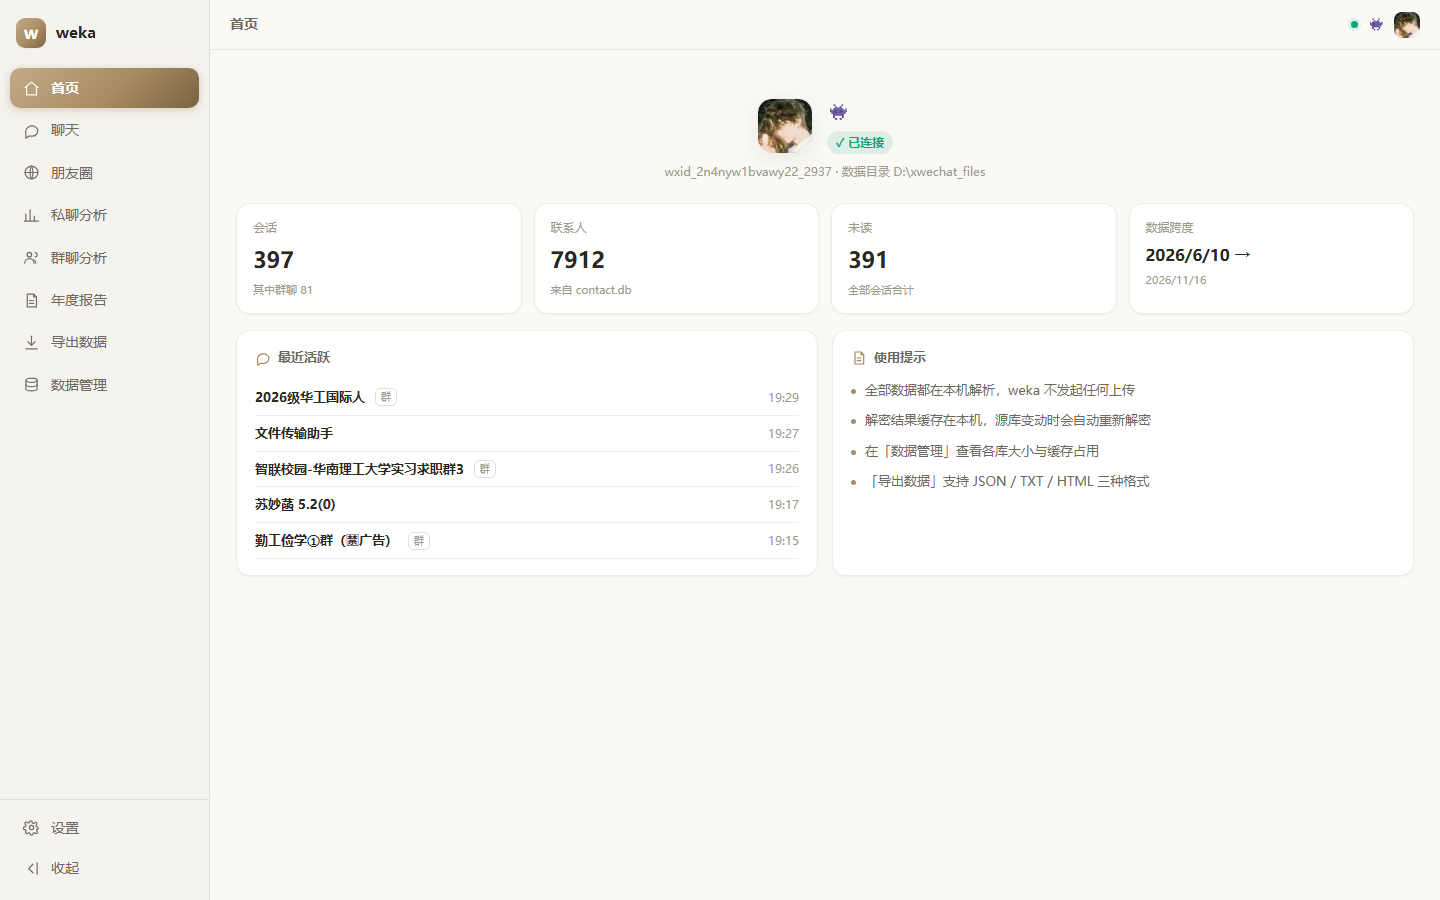 w weka
首页
聊天
朋友圈
私聊分析
群聊分析
年度报告
导出数据
数据管理
设置
收起
首页
✓ 已连接
wxid_2n4nyw1bvawy22_2937 · 数据目录 D:\xwechat_files
会话
397
其中群聊 81
联系人
7912
来自 contact.db
未读
391
全部会话合计
数据跨度
2026/6/10 →
2026/11/16
最近活跃
2026级华工国际人 群 19:29
文件传输助手 19:27
智联校园-华南理工大学实习求职群3 群 19:26
苏妙菡 5.2(0) 19:17
勤工俭学①群（🈲广告） 群 19:15
使用提示
全部数据都在本机解析，weka 不发起任何上传
解密结果缓存在本机，源库变动时会自动重新解密
在「数据管理」查看各库大小与缓存占用
「导出数据」支持 JSON / TXT / HTML 三种格式